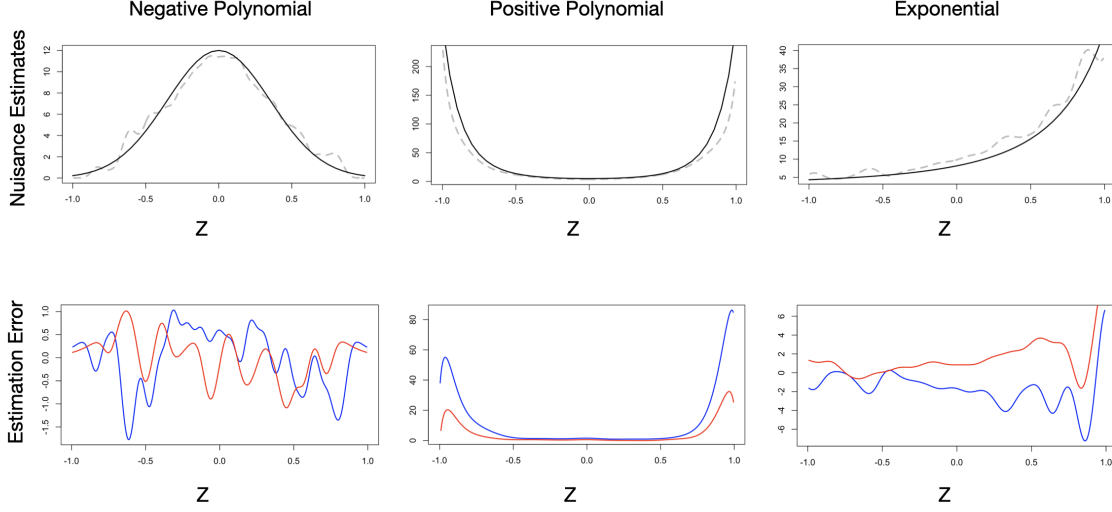 Negative Polynomial
Positive Polynomial
Exponential
Nuisance Estimates
12
10
8
6
4
2
0
-1.0 -0.5 0.0 0.5 1.0
Z
200
150
100
50
0
-1.0 -0.5 0.0 0.5 1.0
Z
40
35
30
25
20
15
10
5
-1.0 -0.5 0.0 0.5 1.0
Z
Estimation Error
1.0
0.5
0.0
-0.5
-1.5
-1.0 -0.5 0.0 0.5 1.0
Z
80
60
40
20
0
-1.0 -0.5 0.0 0.5 1.0
Z
6
4
2
0
-2
-6
-1.0 -0.5 0.0 0.5 1.0
Z